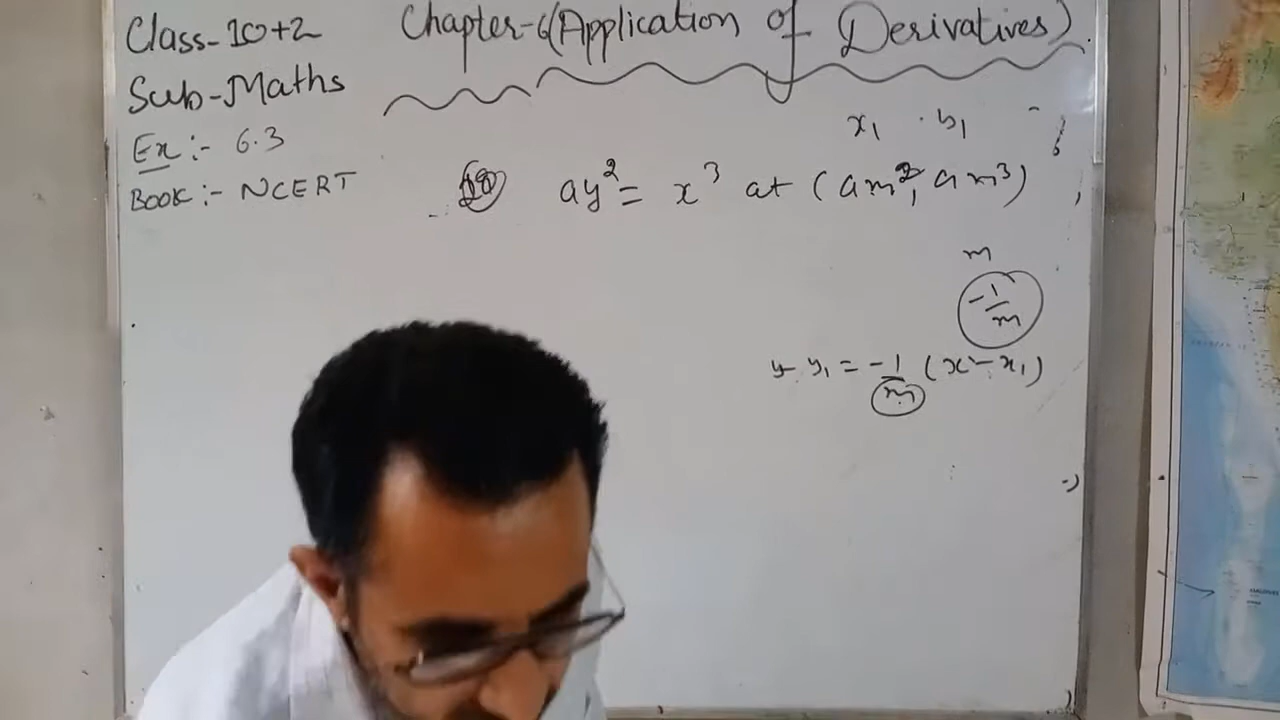 Class-10+2
Chapter-6(Application of Derivatives)
Sub-Maths
Ex:- 6.3
BOOK:- NCERT
x₁ y₁
ay² = x³ at (am², am³)
m
-1/m
y-y₁ = -1/m (x-x₁)